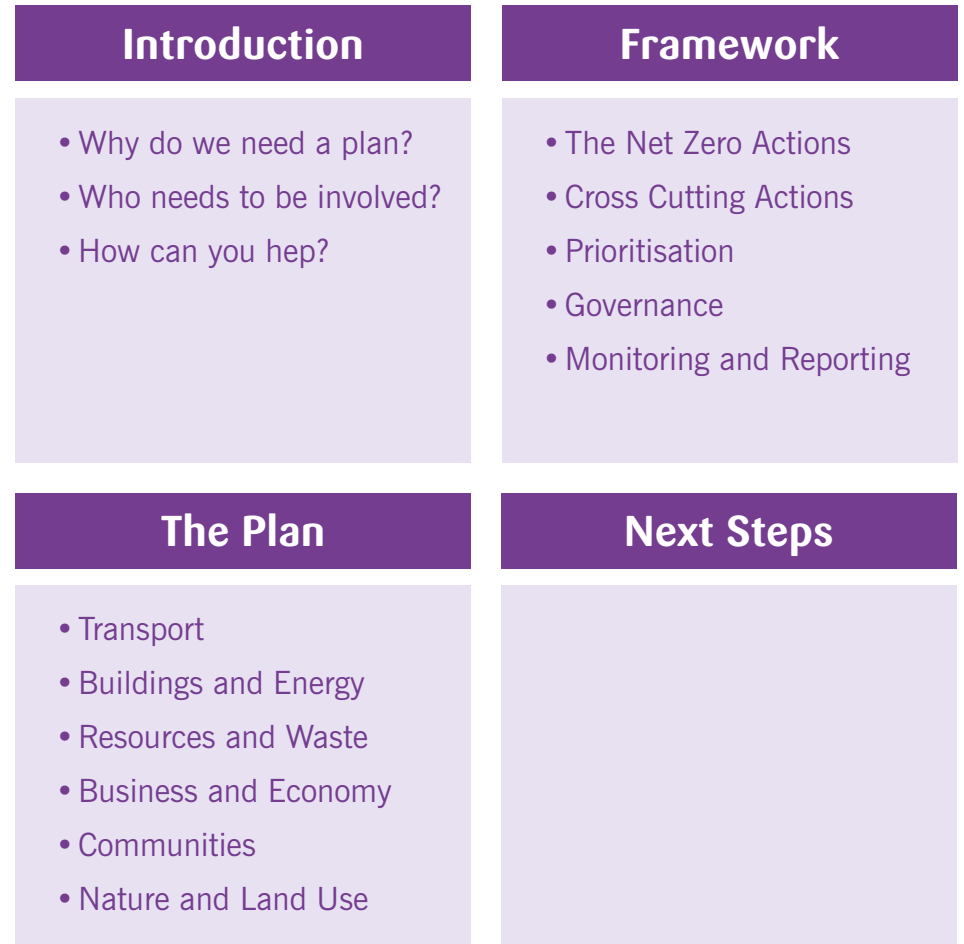 Introduction
• Why do we need a plan?
• Who needs to be involved?
• How can you hep?
Framework
• The Net Zero Actions
• Cross Cutting Actions
• Prioritisation
• Governance
• Monitoring and Reporting
The Plan
• Transport
• Buildings and Energy
• Resources and Waste
• Business and Economy
• Communities
• Nature and Land Use
Next Steps